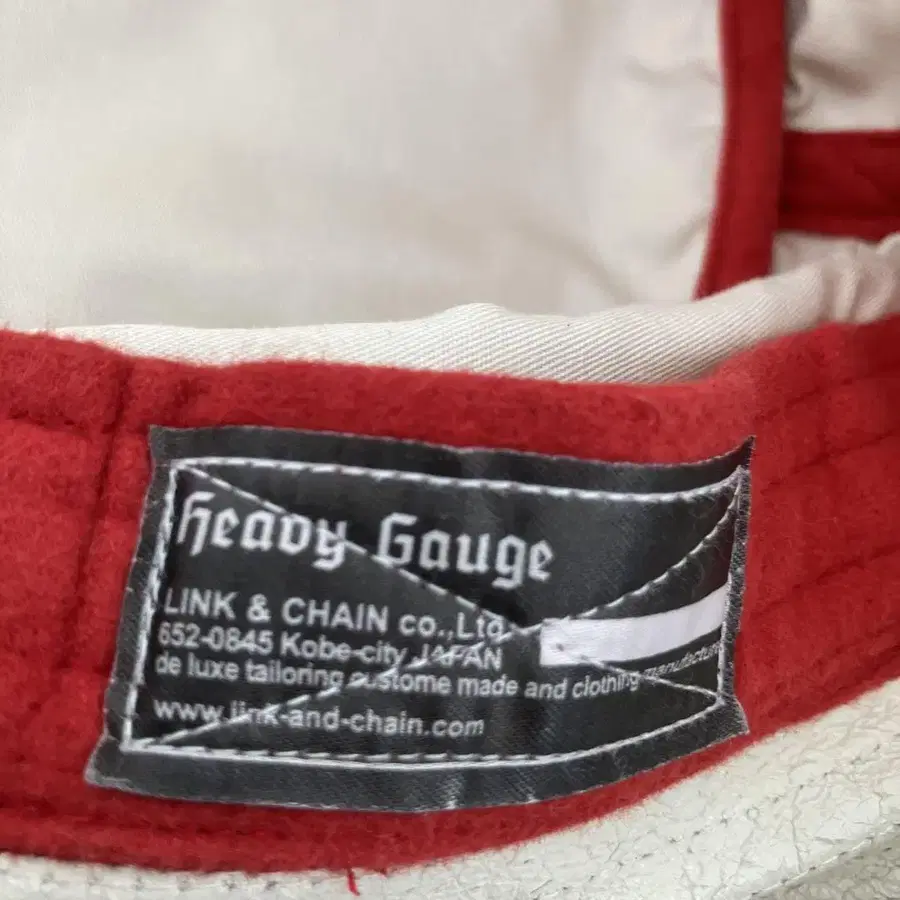 Heavy Gauge
LINK & CHAIN co.,Ltd.
652-0845 Kobe-city JAPAN
de luxe tailoring custome made and clothing manufacture
www.link-and-chain.com